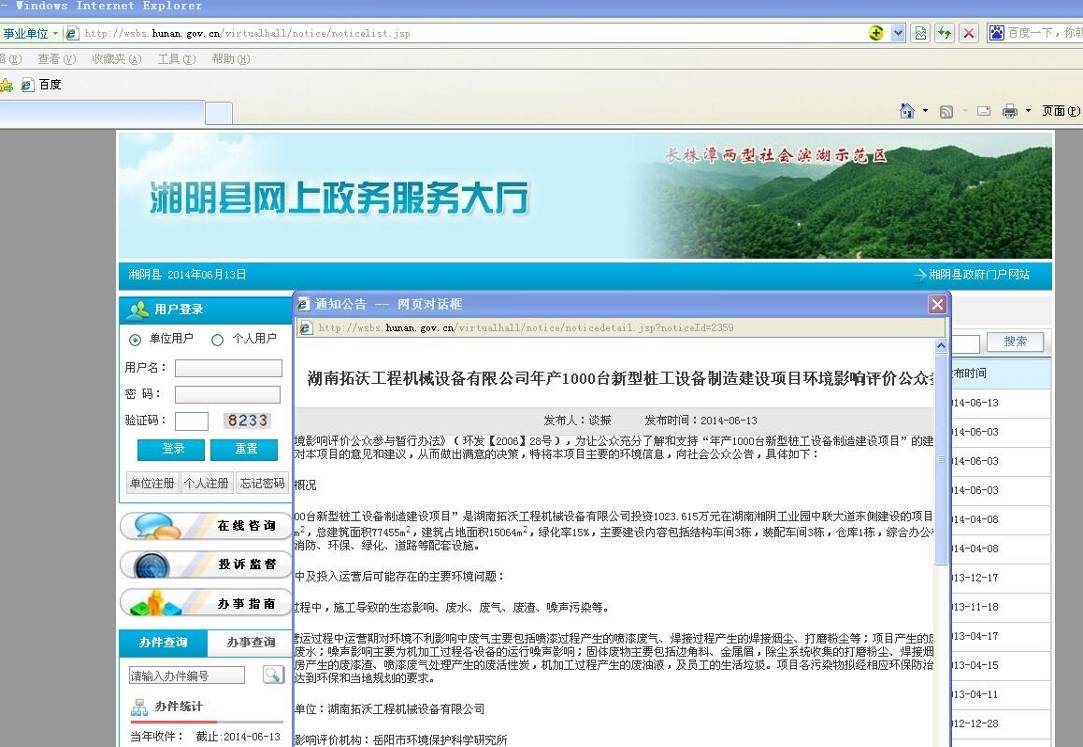 - Windows Internet Explorer
事业单位 http://wsbs.hunan.gov.cn/virtualhall/notice/noticelist.jsp 百度一下，你就
辑(E) 查看(V) 收藏夹(A) 工具(T) 帮助(H)
百度
页面(P)
长株潭两型社会滨湖示范区
湘阴县网上政务服务大厅
湘阴县 2014年06月13日 湘阴县政府门户网站
用户登录
单位用户 个人用户
用户名：
密 码：
验证码： 8233
登录 重置
单位注册 个人注册 忘记密码
在线咨询
投诉监督
办事指南
办件查询 办事查询
请输入办件编号
办件统计
当年收件： 截止:2014-06-13
通知公告 -- 网页对话框
http://wsbs.hunan.gov.cn/virtualhall/notice/noticedetail.jsp?noticeId=2359
湖南拓沃工程机械设备有限公司年产1000台新型桩工设备制造建设项目环境影响评价公众参
发布人：谈振 发布时间：2014-06-13
境影响评价公众参与暂行办法》（环发【2006】28号），为让公众充分了解和支持“年产1000台新型桩工设备制造建设项目”的建
对本项目的意见和建议，从而做出满意的决策，特将本项目主要的环境信息，向社会公众公告，具体如下：
概况
00台新型桩工设备制造建设项目”是湖南拓沃工程机械设备有限公司投资1023.615万元在湖南湘阴工业园中联大道东侧建设的项目
m²，总建筑面积77455m²，建筑占地面积15064m²，绿化率15%，主要建设内容包括结构车间3栋，装配车间3栋，仓库1栋，综合办公
消防、环保、绿化、道路等配套设施。
中及投入运营后可能存在的主要环境问题：
过程中，施工导致的生态影响、废水、废气、废渣、噪声污染等。
营运过程中运营期对环境不利影响中废气主要包括喷漆过程产生的喷漆废气、焊接过程产生的焊接烟尘、打磨粉尘等；项目产生的废
废水；噪声影响主要为机加工过程各设备的运行噪声影响；固体废物主要包括边角料、金属屑，除尘系统收集的打磨粉尘、焊接烟
房产生的废漆渣、喷漆废气处理产生的废活性炭，机加工过程产生的废油液，及员工的生活垃圾。项目各污染物拟经相应环保防治
达到环保和当地规划的要求。
单位：湖南拓沃工程机械设备有限公司
影响评价机构：岳阳市环境保护科学研究所
搜索
布时间
014-06-13
014-06-03
014-06-03
014-06-03
014-04-08
014-04-08
013-12-17
013-11-18
013-04-17
013-04-15
013-04-11
012-12-28